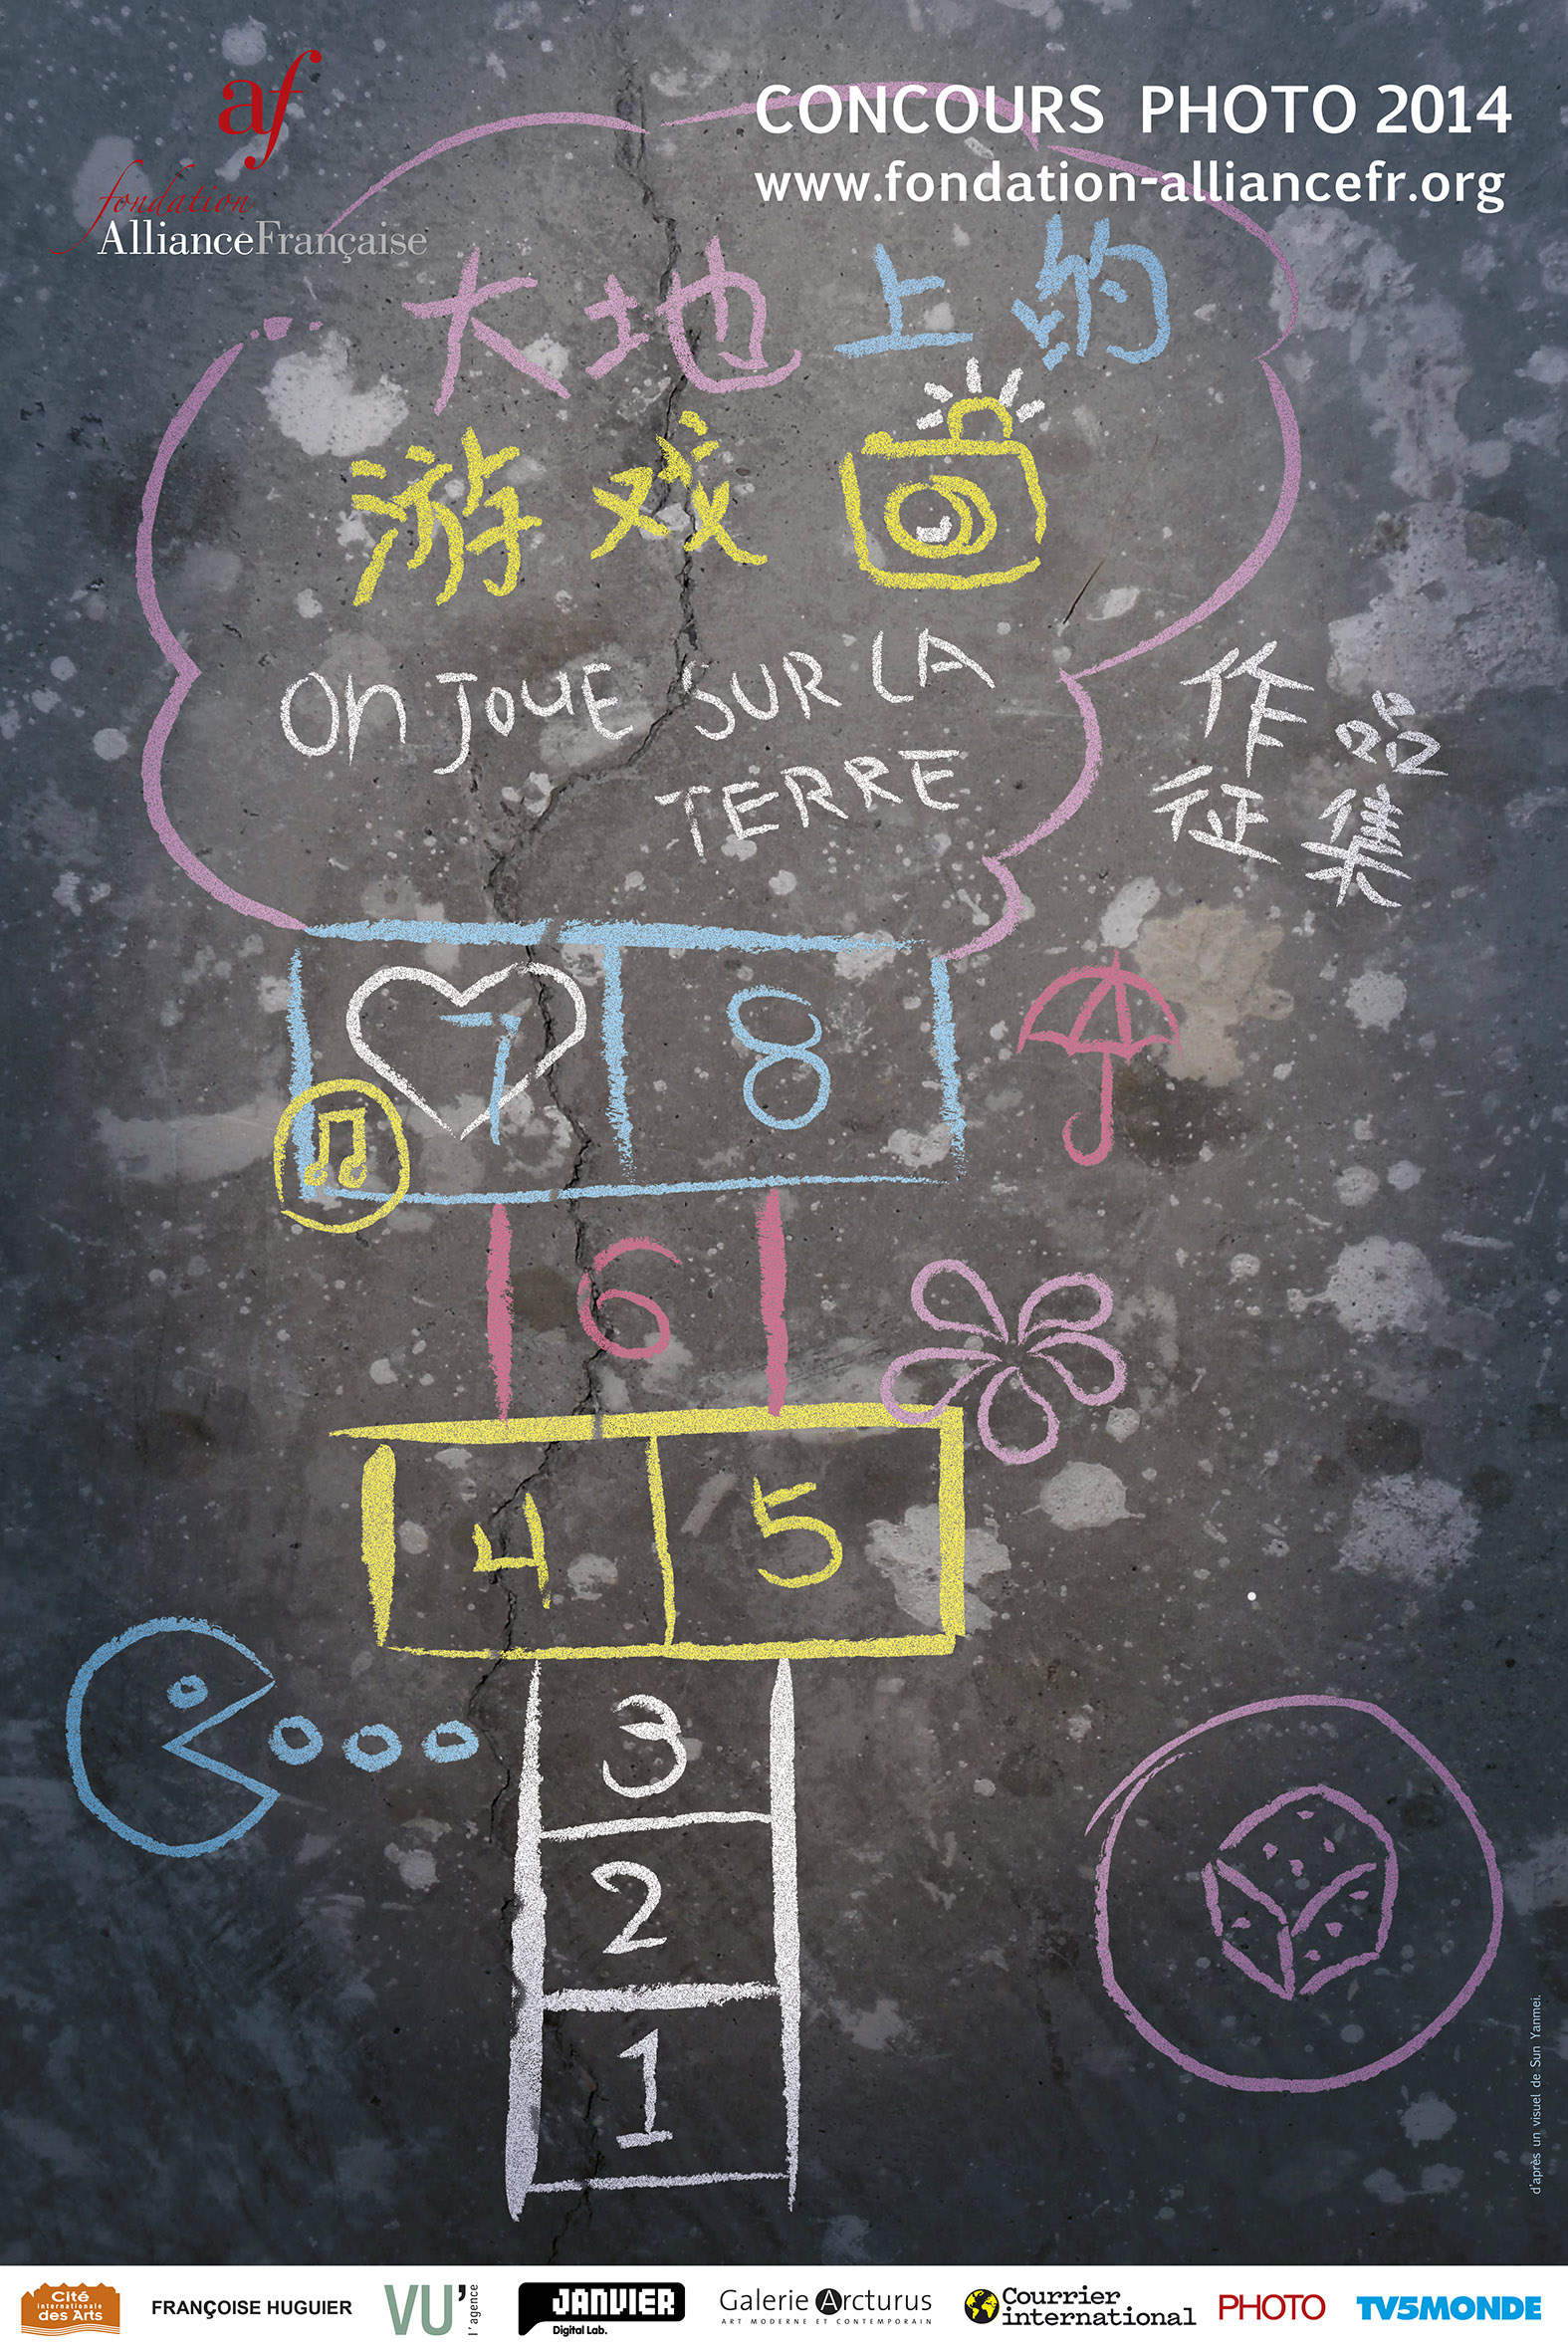 af
fondation
AllianceFrançaise
CONCOURS PHOTO 2014
www.fondation-alliancefr.org
大地上的
游戏
On JOUE SUR LA
TERRE
作品
征集
7 8
6
4 5
3
2
1
d'après un visuel de Sun Yanmei.
Cité
internationale
des Arts
FRANÇOISE HUGUIER
VU'
l'agence
JANVIER
Digital Lab.
Galerie Arcturus
ART MODERNE ET CONTEMPORAIN
Courrier
international
PHOTO
TV5MONDE